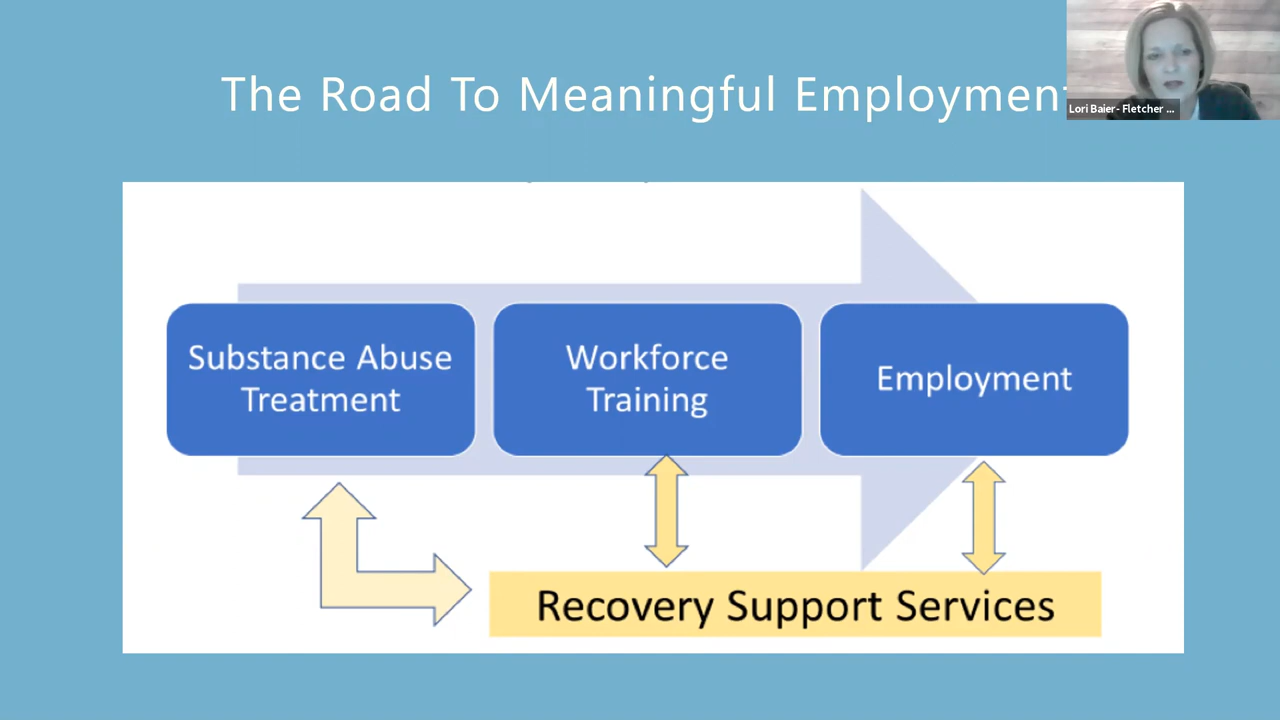 The Road To Meaningful Employment
Lori Baier- Fletcher ...
Substance Abuse
Treatment
Workforce
Training
Employment
Recovery Support Services